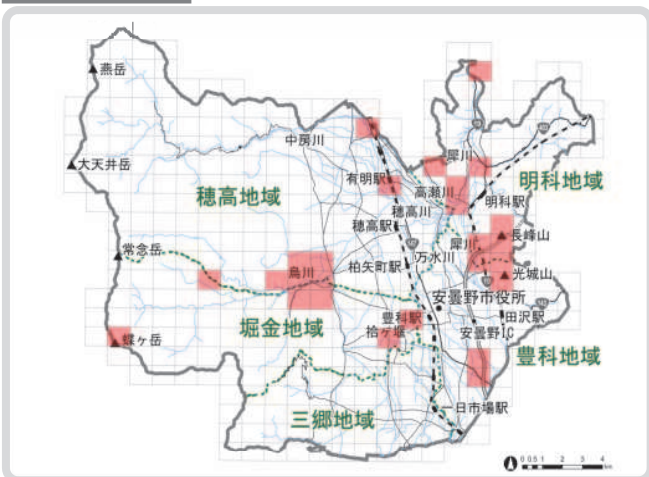 燕岳
大天井岳
常念岳
蝶ヶ岳
中房川
有明駅
穂高地域
高瀬川
穂高川
穂高駅
犀川
明科地域
明科駅
長峰山
犀川
光城山
万水川
柏矢町駅
烏川
安曇野市役所
堀金地域
豊科駅
拾ヶ堰
田沢駅
安曇野IC
豊科地域
三郷地域
一日市場駅
0 0.5 1 2 3 4
km